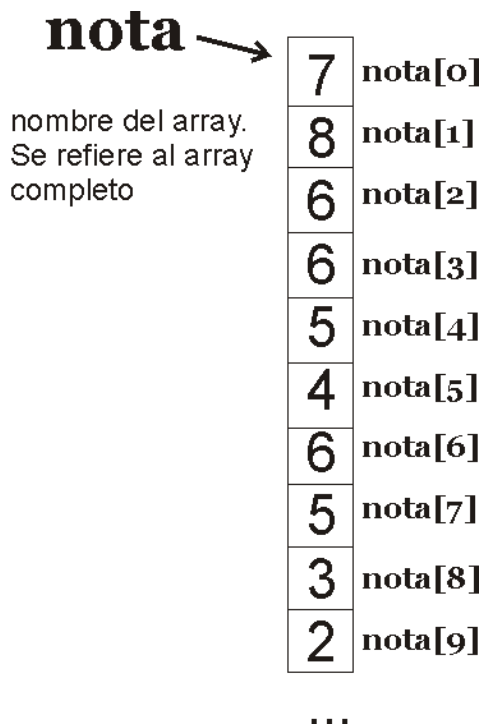 nota
nombre del array.
Se refiere al array
completo
7 nota[0]
8 nota[1]
6 nota[2]
6 nota[3]
5 nota[4]
4 nota[5]
6 nota[6]
5 nota[7]
3 nota[8]
2 nota[9]
...